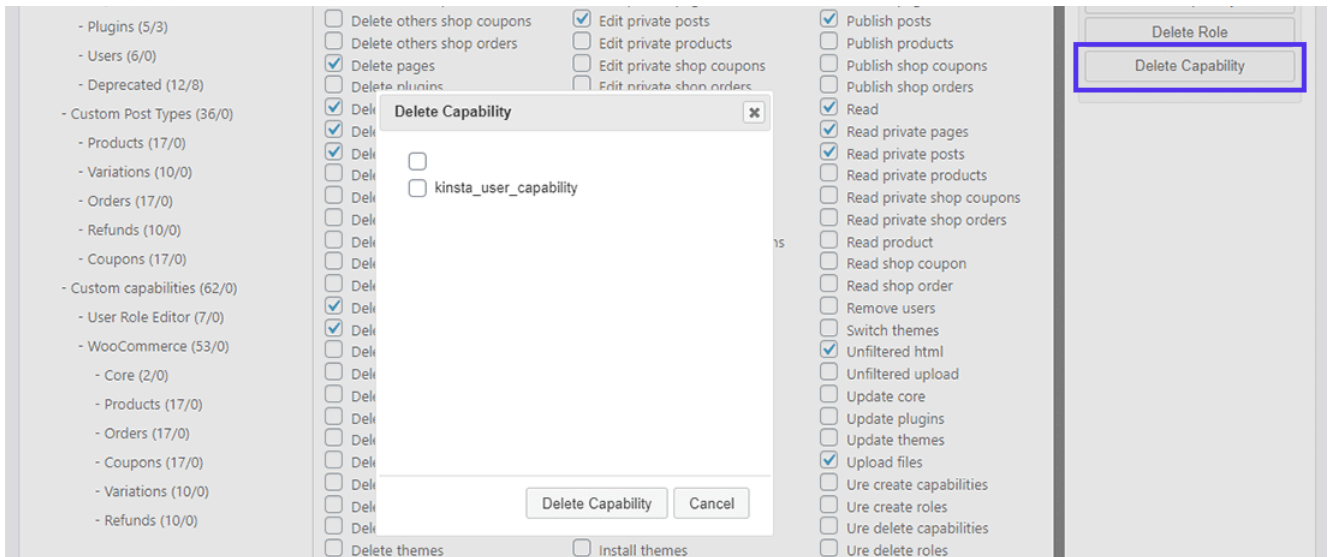 - Plugins (5/3)
- Users (6/0)
- Deprecated (12/8)
- Custom Post Types (36/0)
- Products (17/0)
- Variations (10/0)
- Orders (17/0)
- Refunds (10/0)
- Coupons (17/0)
- Custom capabilities (62/0)
- User Role Editor (7/0)
- WooCommerce (53/0)
- Core (2/0)
- Products (17/0)
- Orders (17/0)
- Coupons (17/0)
- Variations (10/0)
- Refunds (10/0)
Delete others shop coupons
Delete others shop orders
Delete pages
Delete plugins
Delete themes
Edit private posts
Edit private products
Edit private shop coupons
Edit private shop orders
Install themes
Delete Capability
kinsta_user_capability
Delete Capability
Cancel
Publish posts
Publish products
Publish shop coupons
Publish shop orders
Read
Read private pages
Read private posts
Read private products
Read private shop coupons
Read private shop orders
Read product
Read shop coupon
Read shop order
Remove users
Switch themes
Unfiltered html
Unfiltered upload
Update core
Update plugins
Update themes
Upload files
Ure create capabilities
Ure create roles
Ure delete capabilities
Ure delete roles
Delete Role
Delete Capability